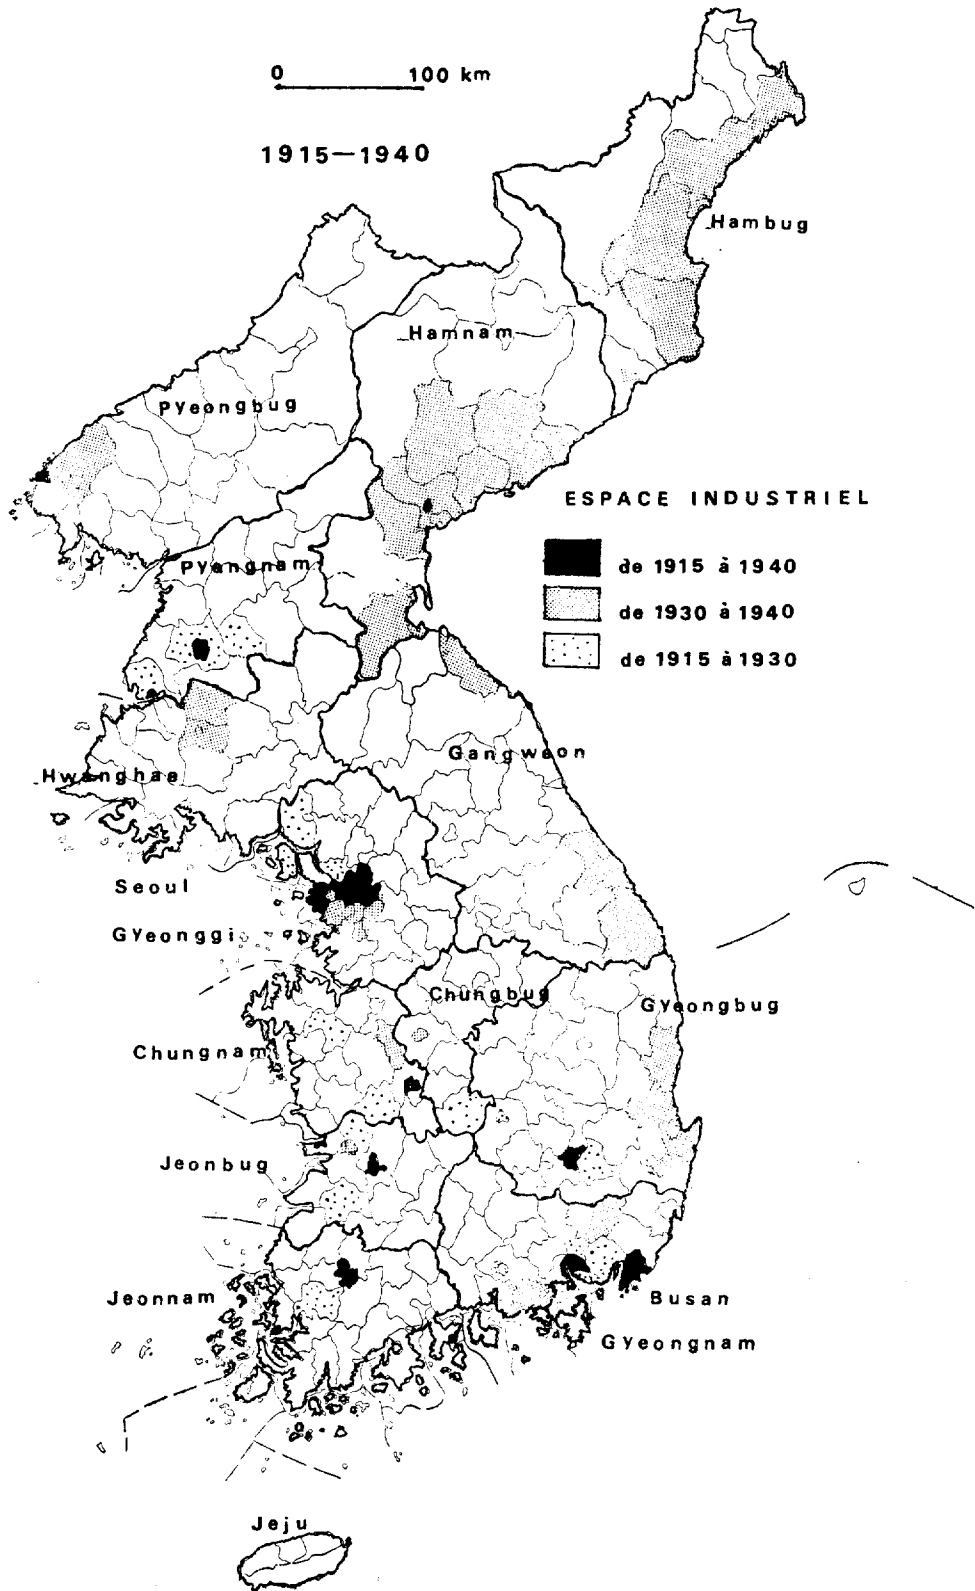 0 100 km
1915-1940
Hambug
Hamnam
Pyeongbug
ESPACE INDUSTRIEL
de 1915 à 1940
de 1930 à 1940
de 1915 à 1930
Pyangnam
Gangweon
Hwanghae
Seoul
Gyeonggi
Chungbug
Gyeongbug
Chungnam
Jeonbug
Jeonnam
Busan
Gyeongnam
Jeju